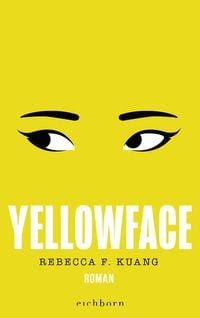 YELLOWFACE
REBECCA F. KUANG
ROMAN
eichborn